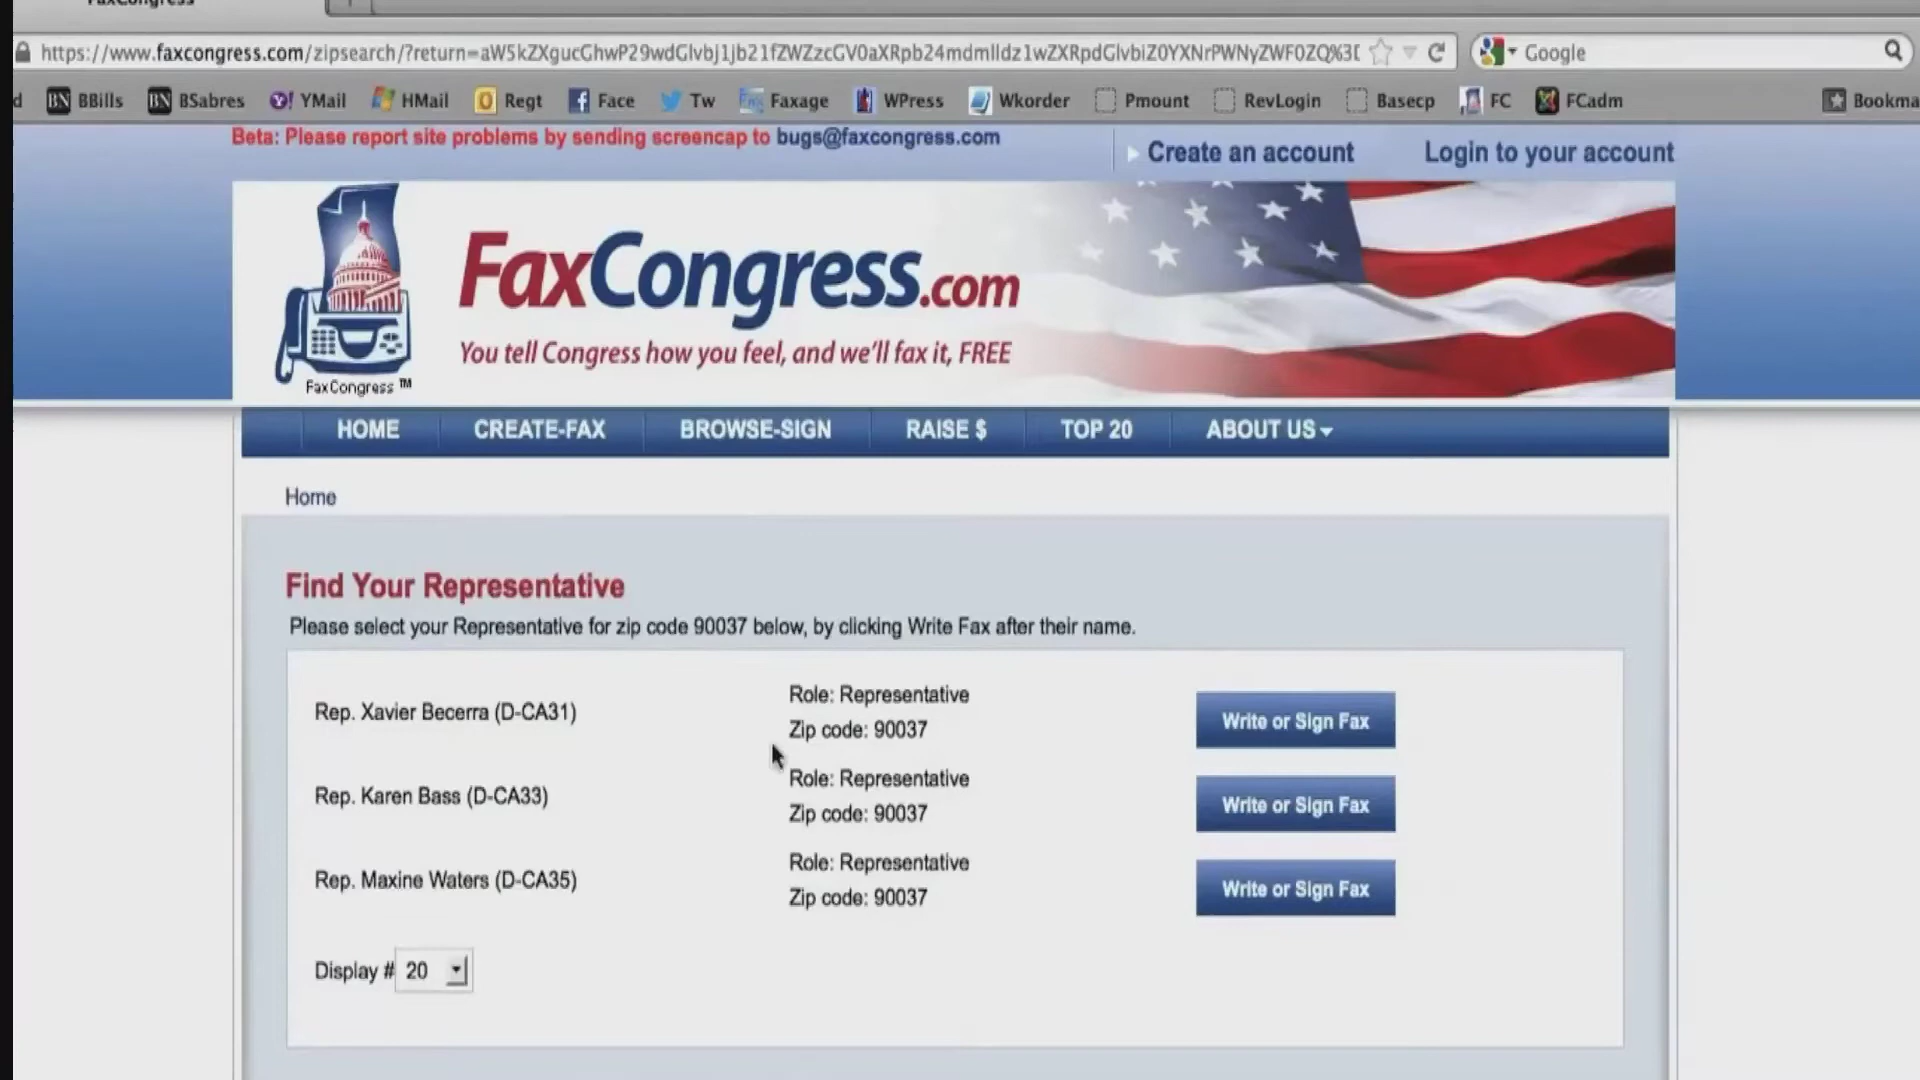 FaxCongress
https://www.faxcongress.com/zipsearch/?return=
Google
BBills BSabres YMail HMail Regt Face Tw Faxage WPress Wkorder Pmount RevLogin Basecp FC FCadm Bookma
Beta: Please report site problems by sending screencap to bugs@faxcongress.com
Create an account Login to your account
FaxCongress.com
You tell Congress how you feel, and we'll fax it, FREE
FaxCongress ™
HOME CREATE-FAX BROWSE-SIGN RAISE $ TOP 20 ABOUT US
Home
Find Your Representative
Please select your Representative for zip code 90037 below, by clicking Write Fax after their name.
Rep. Xavier Becerra (D-CA31)
Role: Representative
Zip code: 90037
Write or Sign Fax
Rep. Karen Bass (D-CA33)
Role: Representative
Zip code: 90037
Write or Sign Fax
Rep. Maxine Waters (D-CA35)
Role: Representative
Zip code: 90037
Write or Sign Fax
Display # 20